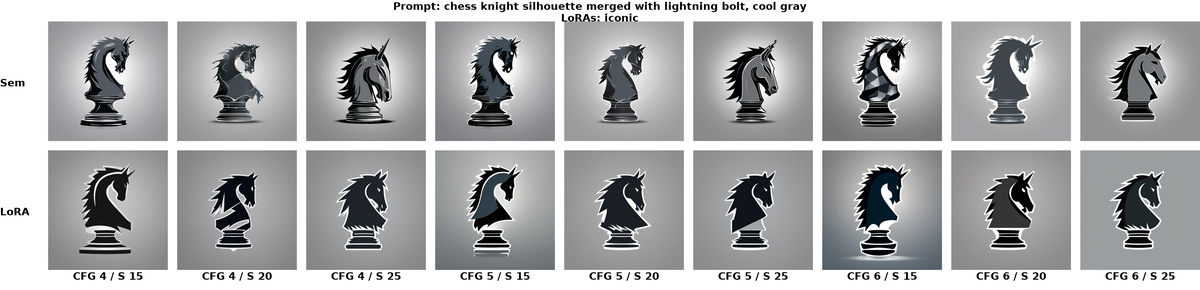 Prompt: chess knight silhouette merged with lightning bolt, cool gray
LoRAs: iconic
Sem
LoRA
CFG 4 / S 15 CFG 4 / S 20 CFG 4 / S 25 CFG 5 / S 15 CFG 5 / S 20 CFG 5 / S 25 CFG 6 / S 15 CFG 6 / S 20 CFG 6 / S 25